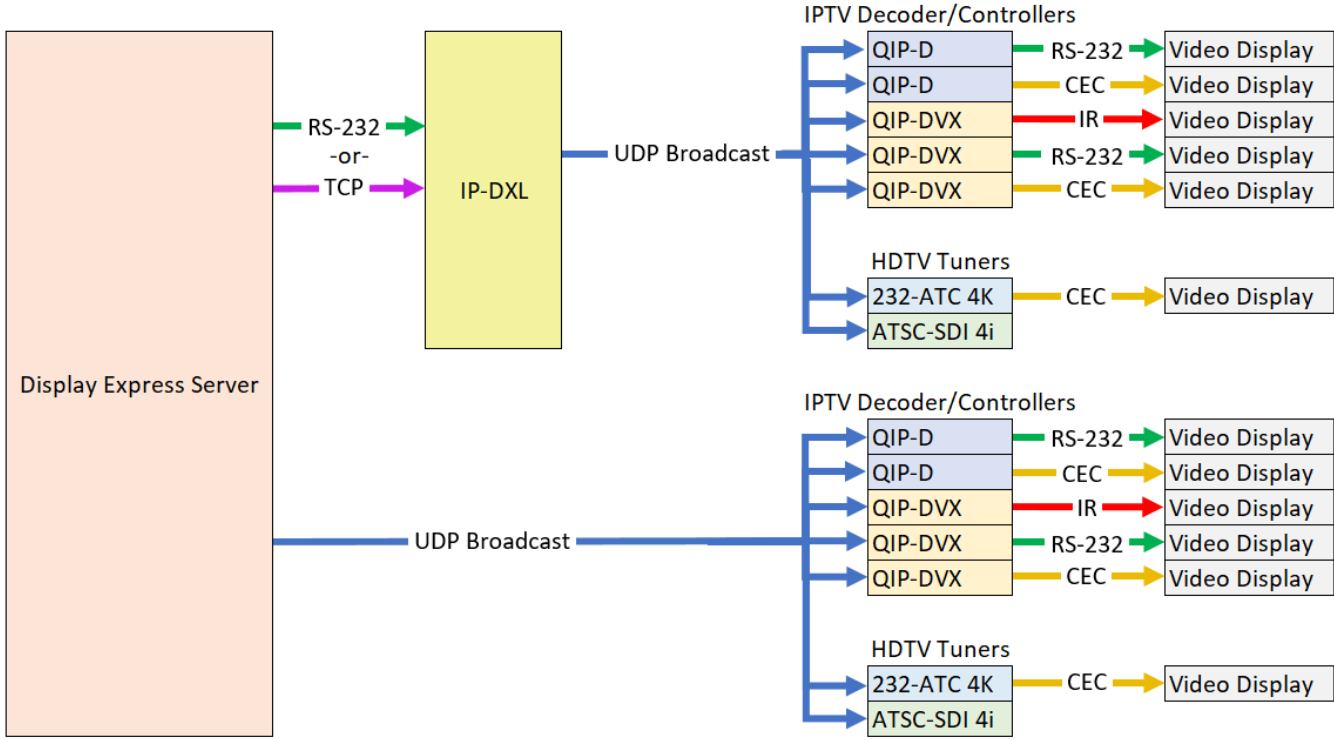 IPTV Decoder/Controllers
QIP-D RS-232 Video Display
QIP-D CEC Video Display
QIP-DVX IR Video Display
QIP-DVX RS-232 Video Display
QIP-DVX CEC Video Display
RS-232
-or-
TCP
IP-DXL
UDP Broadcast
HDTV Tuners
232-ATC 4K CEC Video Display
ATSC-SDI 4i
Display Express Server
IPTV Decoder/Controllers
QIP-D RS-232 Video Display
QIP-D CEC Video Display
QIP-DVX IR Video Display
QIP-DVX RS-232 Video Display
QIP-DVX CEC Video Display
UDP Broadcast
HDTV Tuners
232-ATC 4K CEC Video Display
ATSC-SDI 4i